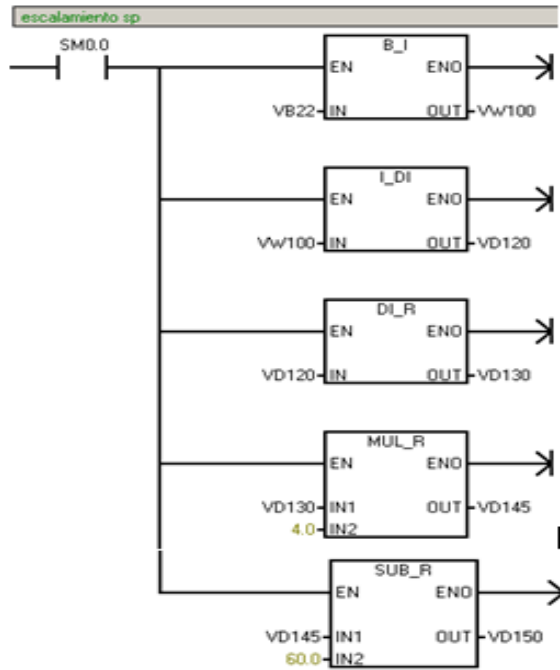 escalamiento sp
SM0.0
B_I
EN ENO
VB22 IN OUT VW100
I_DI
EN ENO
VW100 IN OUT VD120
DI_R
EN ENO
VD120 IN OUT VD130
MUL_R
EN ENO
VD130 IN1 OUT VD145
4.0 IN2
SUB_R
EN ENO
VD145 IN1 OUT VD150
60.0 IN2